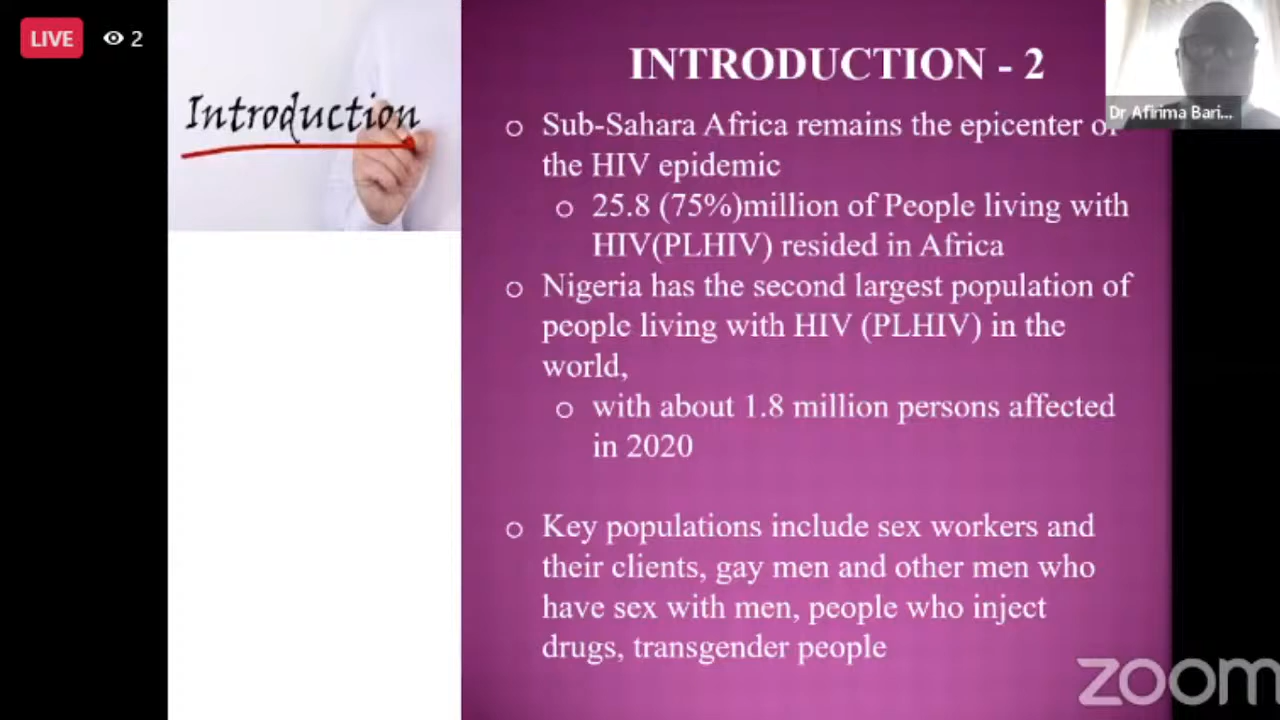 LIVE
2
Introduction
INTRODUCTION - 2
Dr Afirima Bari...
Sub-Sahara Africa remains the epicenter of
the HIV epidemic
25.8 (75%)million of People living with
HIV(PLHIV) resided in Africa
Nigeria has the second largest population of
people living with HIV (PLHIV) in the
world,
with about 1.8 million persons affected
in 2020
Key populations include sex workers and
their clients, gay men and other men who
have sex with men, people who inject
drugs, transgender people
zoom